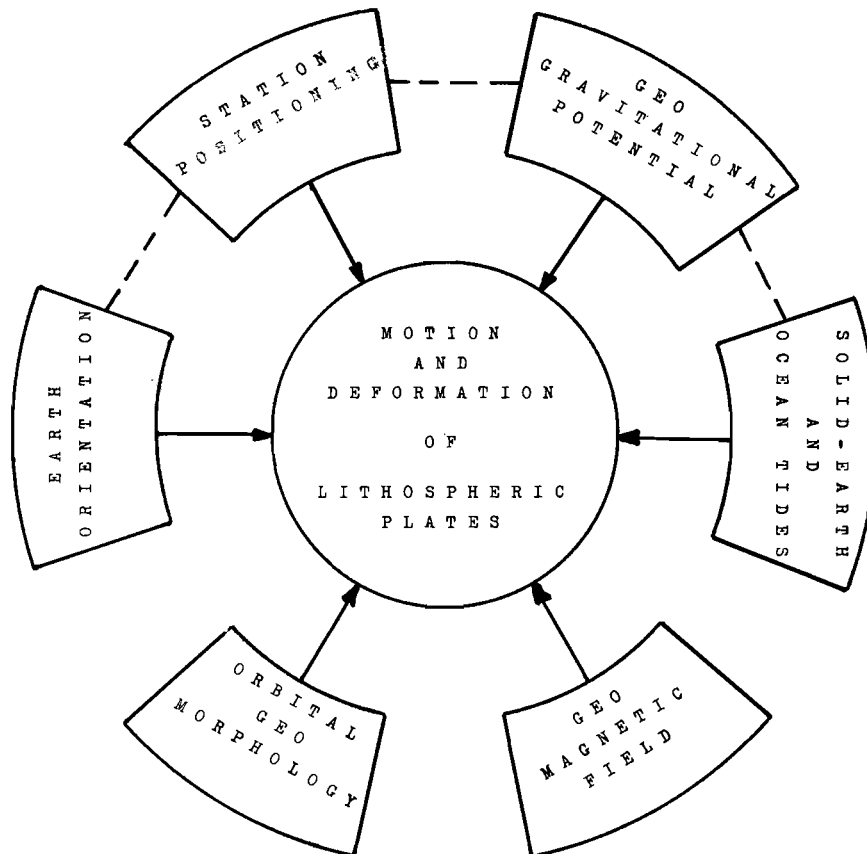 STATION
POSITIONING
GEO
GRAVITATIONAL
POTENTIAL
EARTH
ORIENTATION
MOTION
AND
DEFORMATION
OF
LITHOSPHERIC
PLATES
SOLID-EARTH
AND
OCEAN TIDES
ORBITAL
GEO
MORPHOLOGY
GEO
MAGNETIC
FIELD